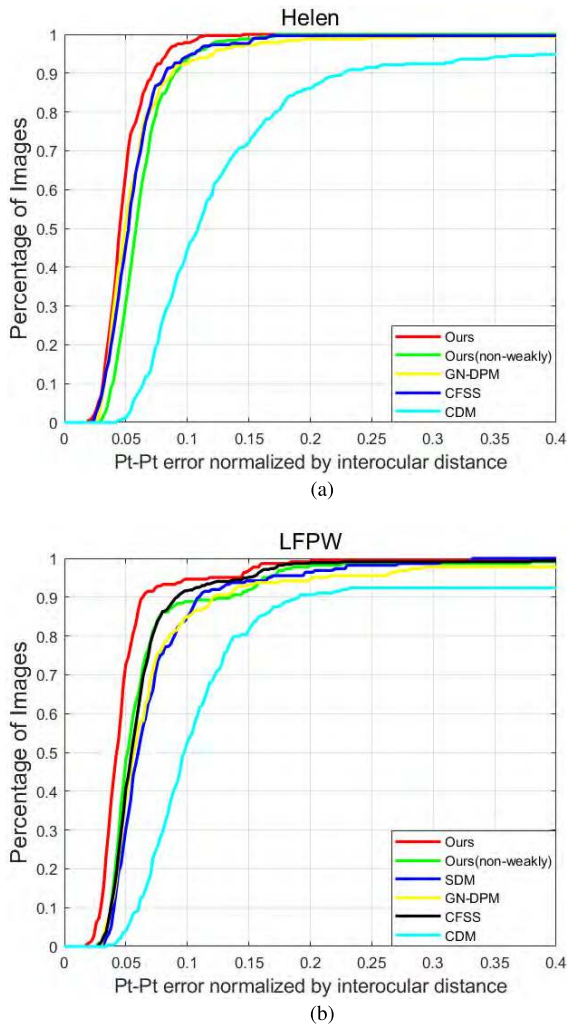 Helen
Percentage of Images
1
0.9
0.8
0.7
0.6
0.5
0.4
0.3
0.2
0.1
0
0 0.05 0.1 0.15 0.2 0.25 0.3 0.35 0.4
Ours
Ours(non-weakly)
GN-DPM
CFSS
CDM
Pt-Pt error normalized by interocular distance
(a)
LFPW
Percentage of Images
1
0.9
0.8
0.7
0.6
0.5
0.4
0.3
0.2
0.1
0
0 0.05 0.1 0.15 0.2 0.25 0.3 0.35 0.4
Ours
Ours(non-weakly)
SDM
GN-DPM
CFSS
CDM
Pt-Pt error normalized by interocular distance
(b)